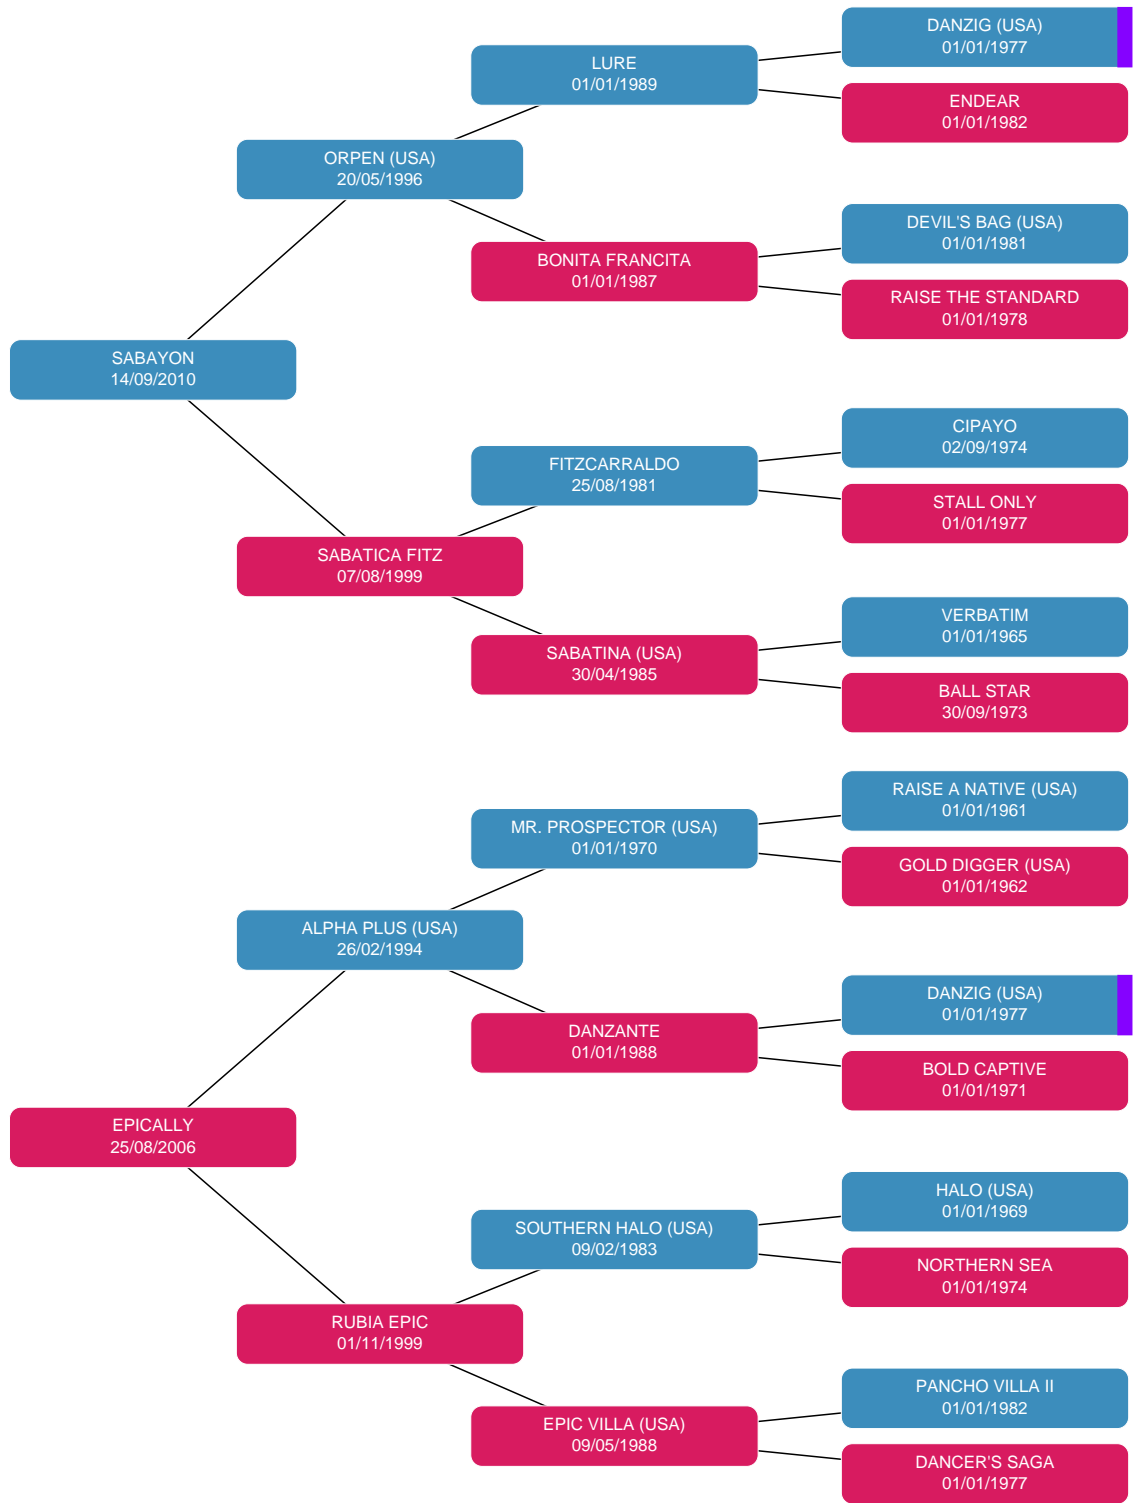 DANZIG (USA)
01/01/1977
LURE
01/01/1989
ENDEAR
01/01/1982
ORPEN (USA)
20/05/1996
DEVIL'S BAG (USA)
01/01/1981
BONITA FRANCITA
01/01/1987
RAISE THE STANDARD
01/01/1978
SABAYON
14/09/2010
CIPAYO
02/09/1974
FITZCARRALDO
25/08/1981
STALL ONLY
01/01/1977
SABATICA FITZ
07/08/1999
VERBATIM
01/01/1965
SABATINA (USA)
30/04/1985
BALL STAR
30/09/1973
RAISE A NATIVE (USA)
01/01/1961
MR. PROSPECTOR (USA)
01/01/1970
GOLD DIGGER (USA)
01/01/1962
ALPHA PLUS (USA)
26/02/1994
DANZIG (USA)
01/01/1977
DANZANTE
01/01/1988
BOLD CAPTIVE
01/01/1971
EPICALLY
25/08/2006
HALO (USA)
01/01/1969
SOUTHERN HALO (USA)
09/02/1983
NORTHERN SEA
01/01/1974
RUBIA EPIC
01/11/1999
PANCHO VILLA II
01/01/1982
EPIC VILLA (USA)
09/05/1988
DANCER'S SAGA
01/01/1977